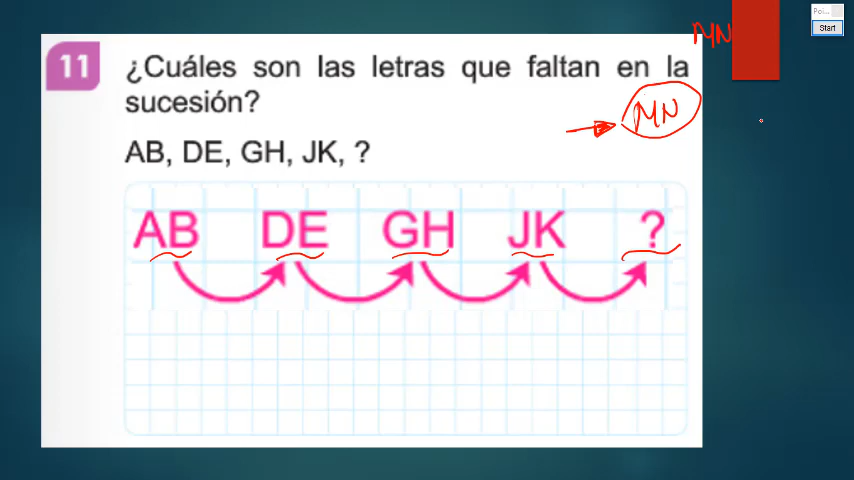 MN
Poi...
Start
11
¿Cuáles son las letras que faltan en la
sucesión?
MN
AB, DE, GH, JK, ?
AB DE GH JK ?